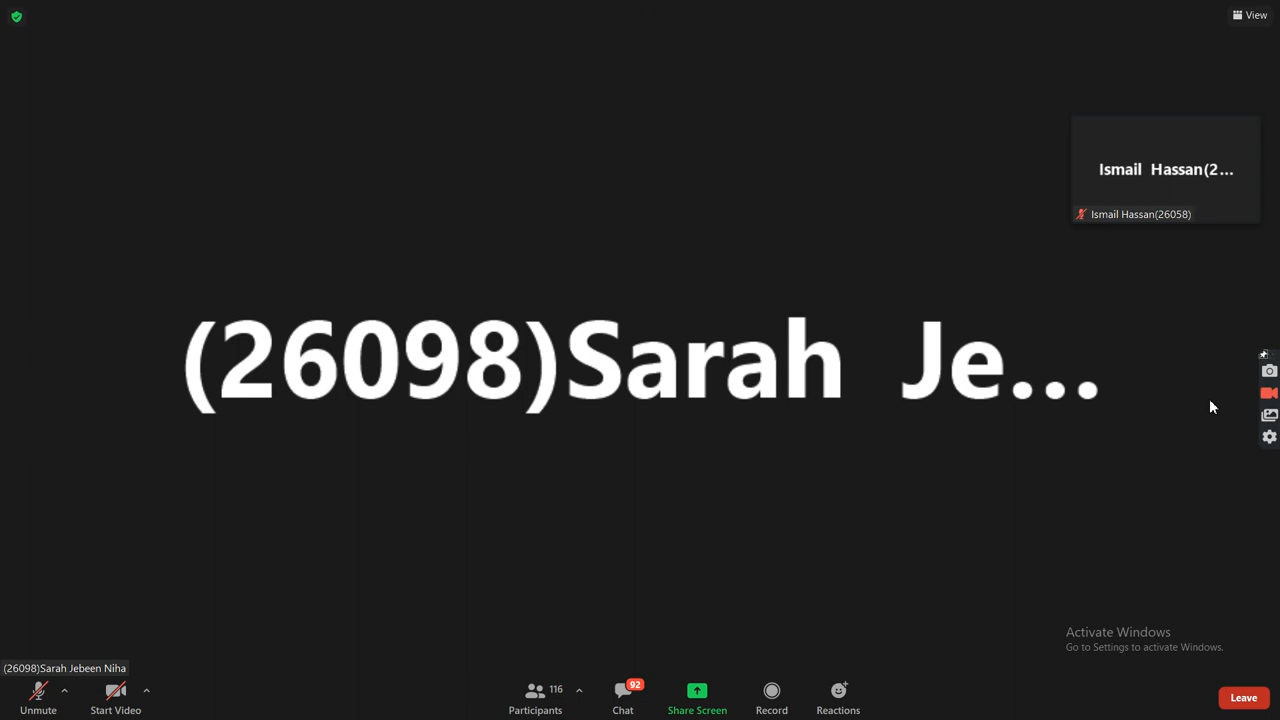 View
Ismail Hassan(2...
Ismail Hassan(26058)
(26098)Sarah Je...
Activate Windows
Go to Settings to activate Windows.
(26098)Sarah Jebeen Niha
116
92
Unmute
Start Video
Participants
Chat
Share Screen
Record
Reactions
Leave